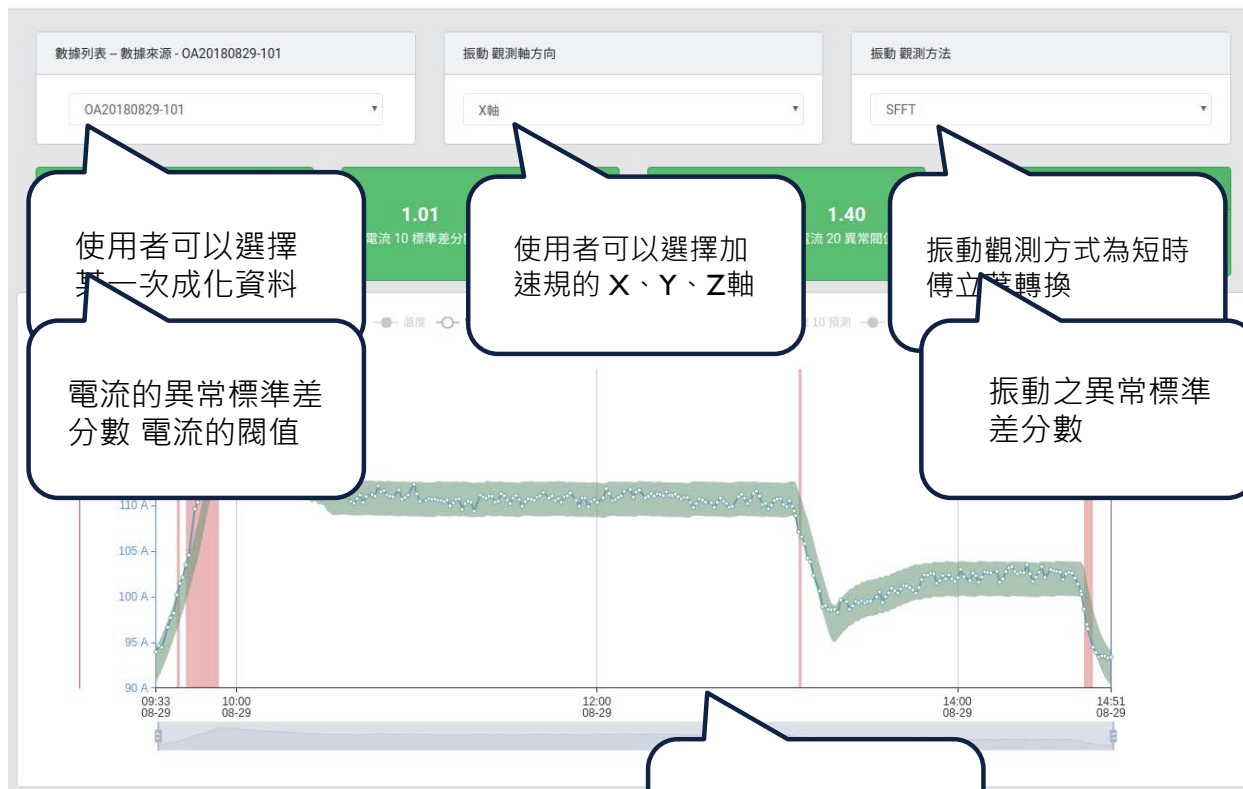 數據列表 – 數據來源 - OA20180829-101
振動 觀測軸方向
振動 觀測方法
OA20180829-101
X軸
SFFT
1.01
電流 10 標準差分
1.40
流 20 異常閥
使用者可以選擇
某一次成化資料
使用者可以選擇加
速規的 X、Y、Z軸
振動觀測方式為短時
傅立葉轉換
溫度
10 預測
電流的異常標準差
分數 電流的閥值
振動之異常標準
差分數
110 A
105 A
100 A
95 A
90 A
09:33
08-29
10:00
08-29
12:00
08-29
14:00
08-29
14:51
08-29